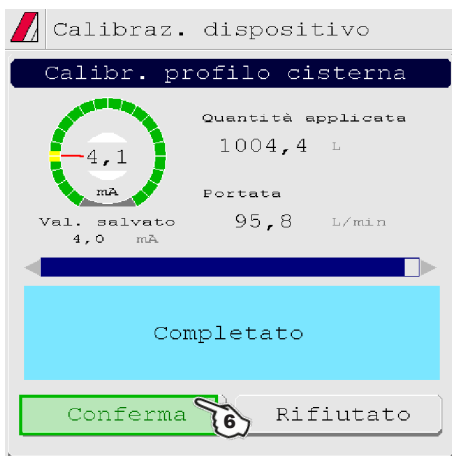 Calibraz. dispositivo
Calibr. profilo cisterna
Quantità applicata
1004,4 L
4,1
mA
Portata
Val. salvato
95,8 L/min
4,0 mA
Completato
Conferma
6
Rifiutato